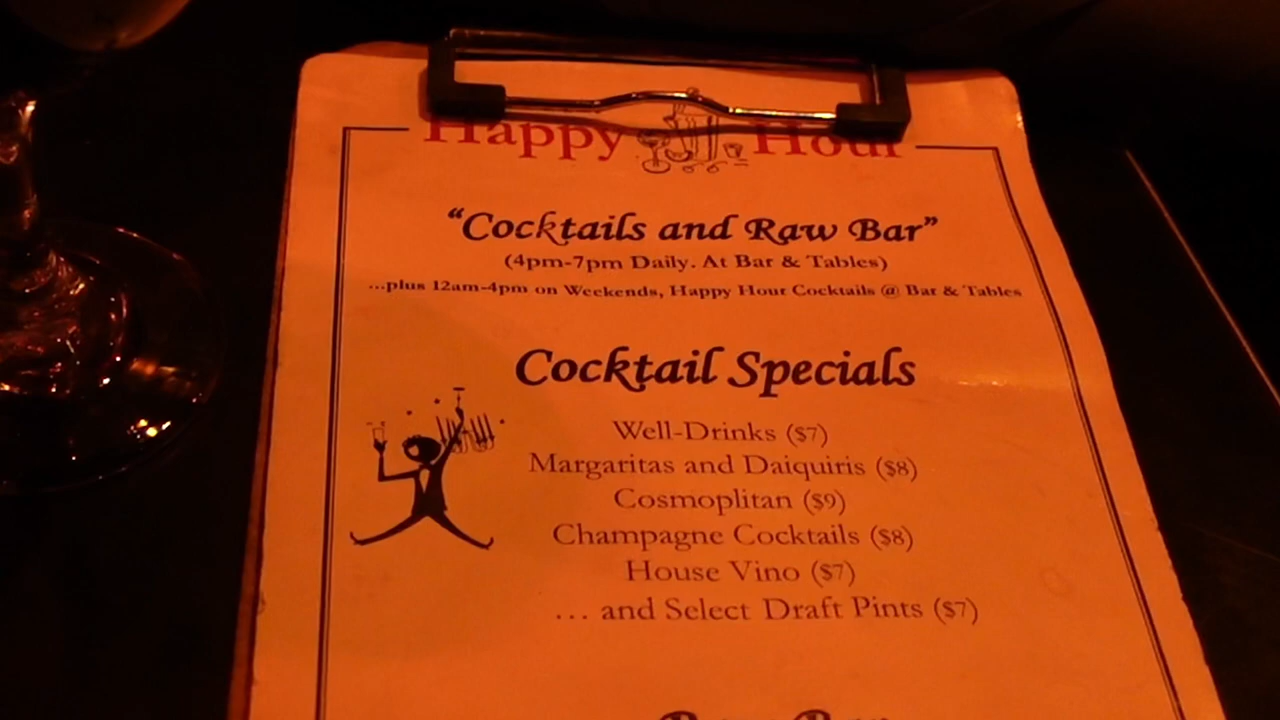 Happy Hour
“Cocktails and Raw Bar”
(4pm-7pm Daily. At Bar & Tables)
...plus 12am-4pm on Weekends, Happy Hour Cocktails @ Bar & Tables
Cocktail Specials
Well-Drinks ($7)
Margaritas and Daiquiris ($8)
Cosmoplitan ($9)
Champagne Cocktails ($8)
House Vino ($7)
... and Select Draft Pints ($7)
Raw Bar